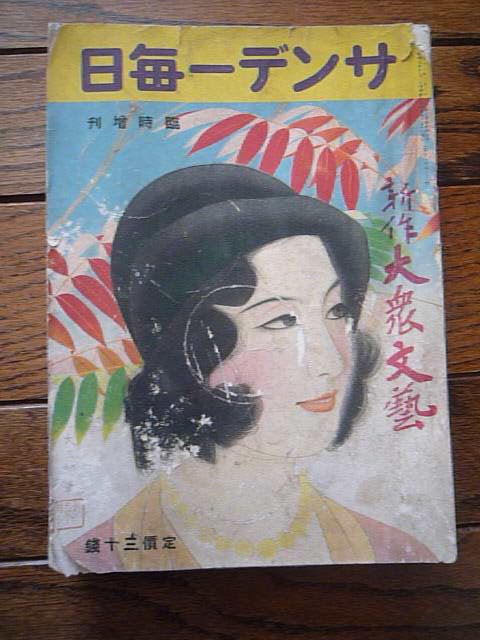 サンデー毎日
臨時増刊
新作大衆文藝
定價三十錢